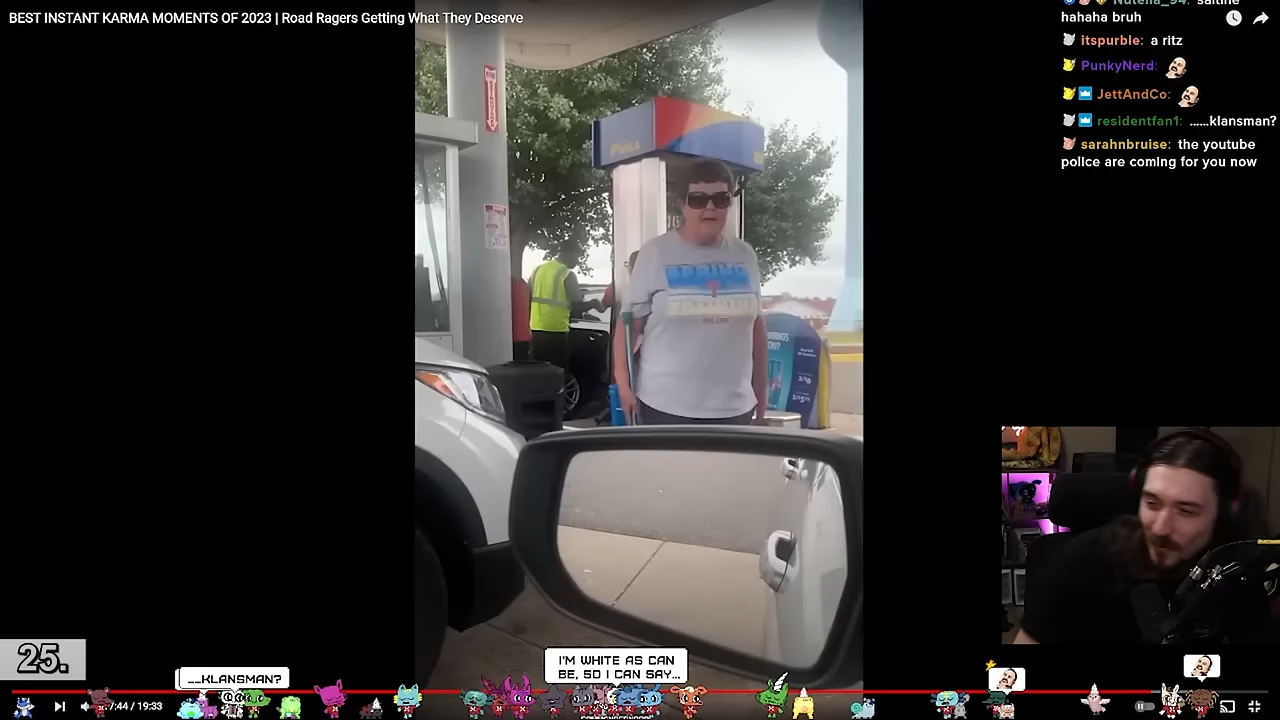 BEST INSTANT KARMA MOMENTS OF 2023 | Road Ragers Getting What They Deserve
hahaha bruh
itspurble: a ritz
PunkyNerd:
JettAndCo:
residentfan1: ......klansman?
sarahnbruise: the youtube
police are coming for you now
SPRING
25.
...KLANSMAN?
I'M WHITE AS CAN
BE, SO I CAN SAY...
17:44 / 19:33